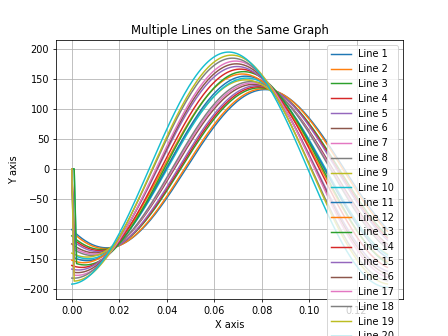 Multiple Lines on the Same Graph
Y axis
200
150
100
50
0
−50
−100
−150
−200
0.00
0.02
0.04
0.06
0.08
0.10
X axis
Line 1
Line 2
Line 3
Line 4
Line 5
Line 6
Line 7
Line 8
Line 9
Line 10
Line 11
Line 12
Line 13
Line 14
Line 15
Line 16
Line 17
Line 18
Line 19
Line 20